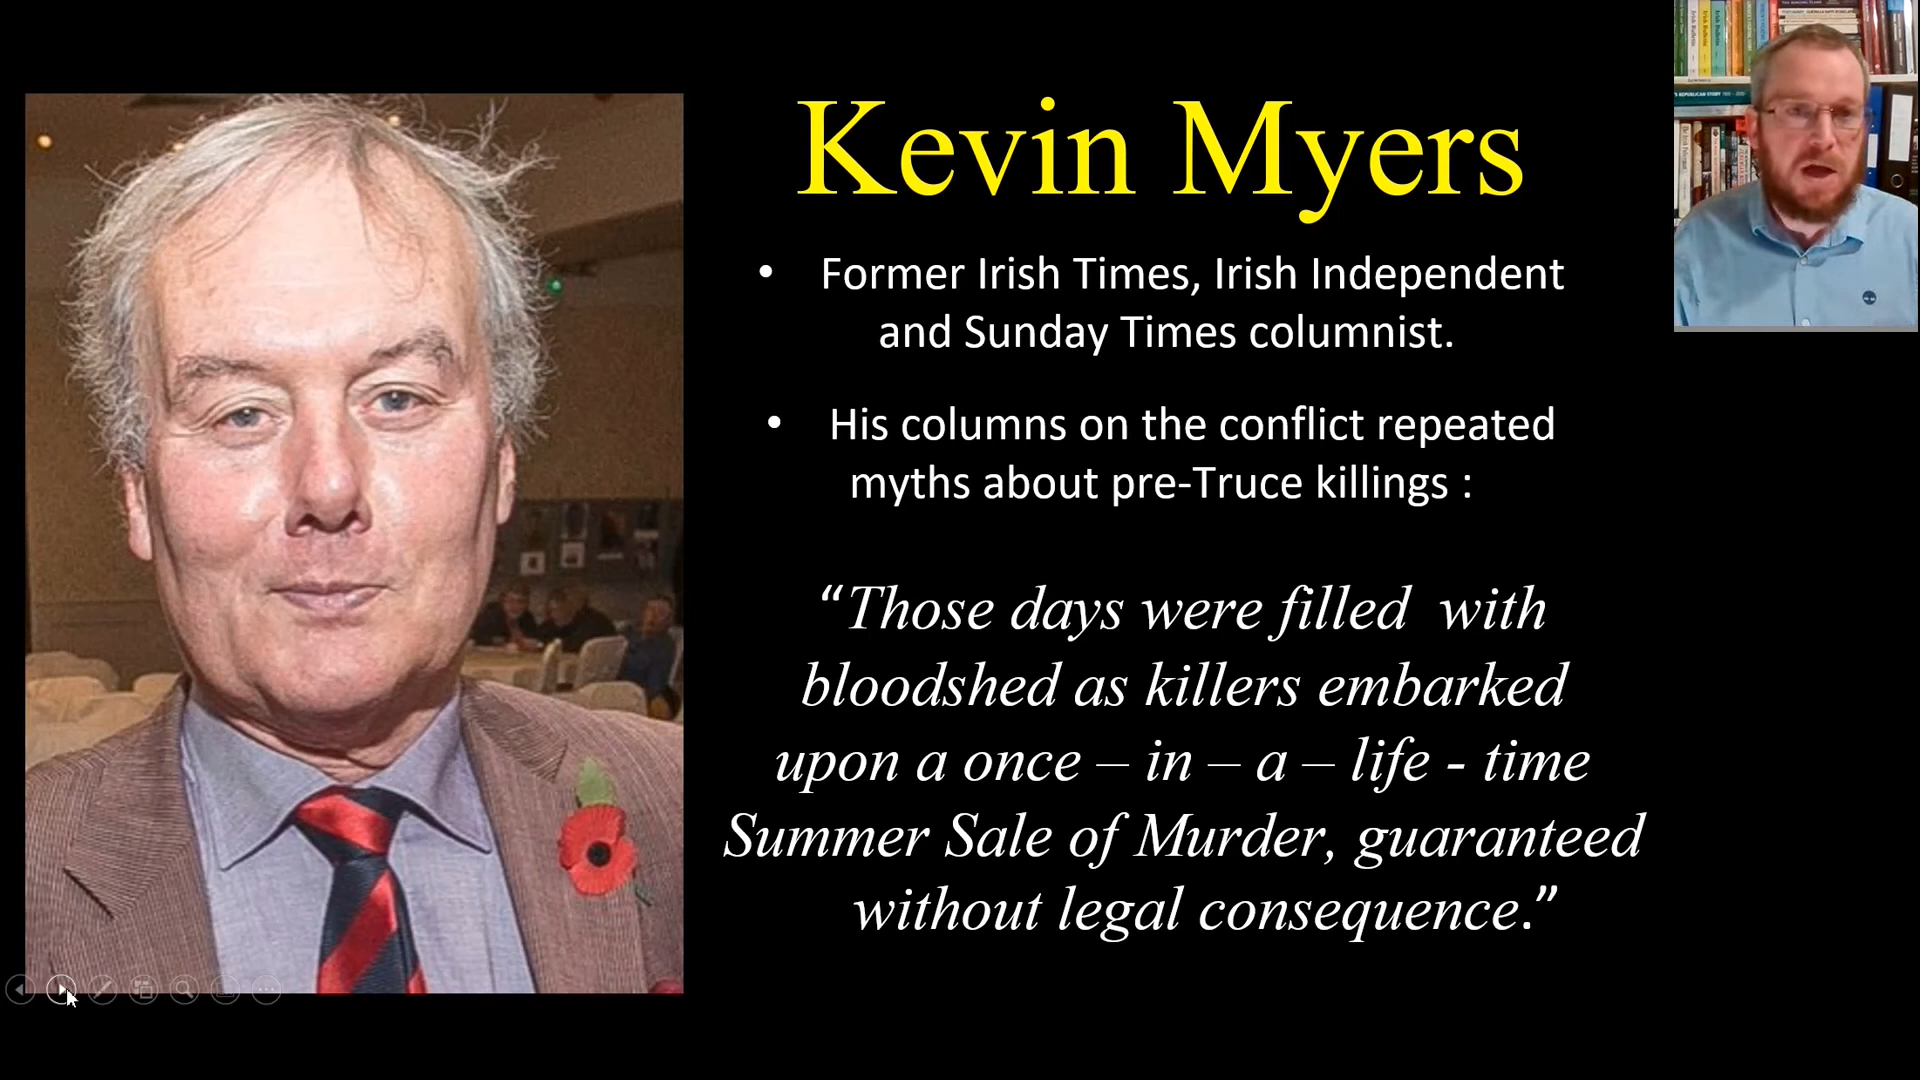 Kevin Myers
• Former Irish Times, Irish Independent
and Sunday Times columnist.
• His columns on the conflict repeated
myths about pre-Truce killings :
“Those days were filled with
bloodshed as killers embarked
upon a once – in – a – life - time
Summer Sale of Murder, guaranteed
without legal consequence.”